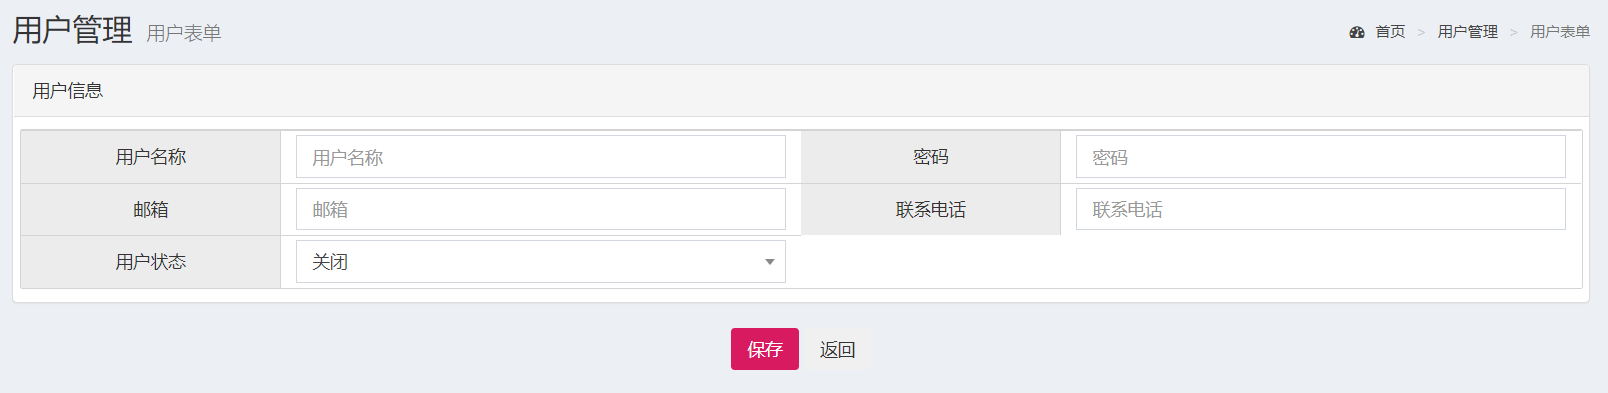 用户管理 用户表单
首页 > 用户管理 > 用户表单
用户信息
用户名称 用户名称 密码 密码
邮箱 邮箱 联系电话 联系电话
用户状态 关闭
保存 返回